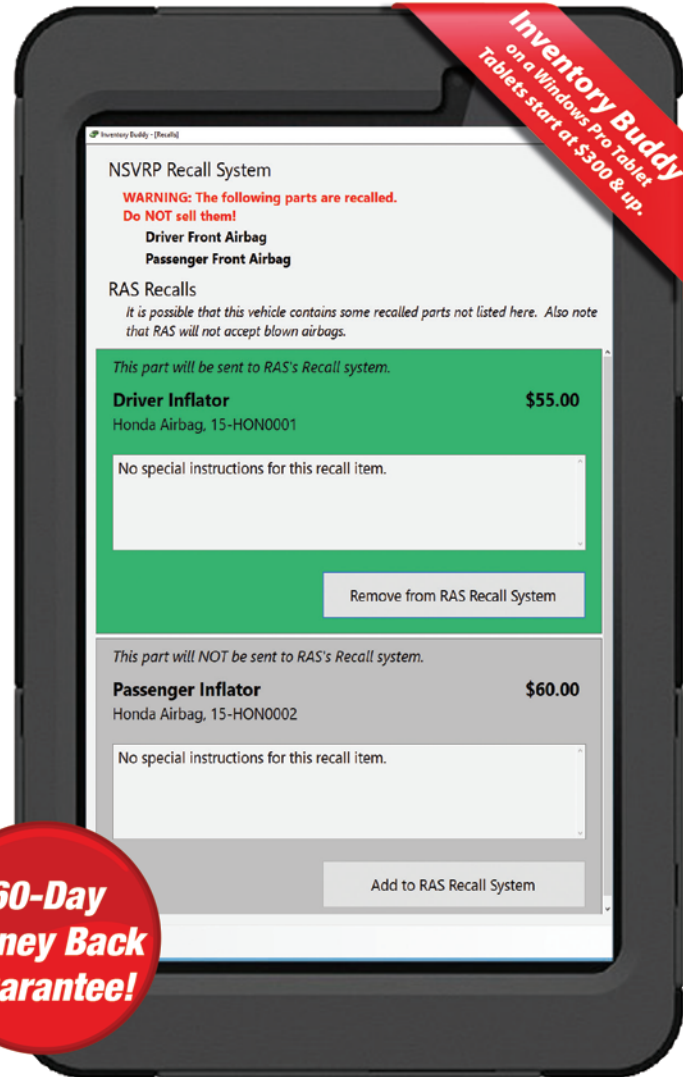 Inventory Buddy
on a Windows Pro Tablet
Tablets start at $300 & up.
Inventory Buddy - [Recalls]
NSVRP Recall System
WARNING: The following parts are recalled.
Do NOT sell them!
Driver Front Airbag
Passenger Front Airbag
RAS Recalls
It is possible that this vehicle contains some recalled parts not listed here. Also note
that RAS will not accept blown airbags.
This part will be sent to RAS's Recall system.
Driver Inflator $55.00
Honda Airbag, 15-HON0001
No special instructions for this recall item.
Remove from RAS Recall System
This part will NOT be sent to RAS's Recall system.
Passenger Inflator $60.00
Honda Airbag, 15-HON0002
No special instructions for this recall item.
Add to RAS Recall System
60-Day
ney Back
arantee!